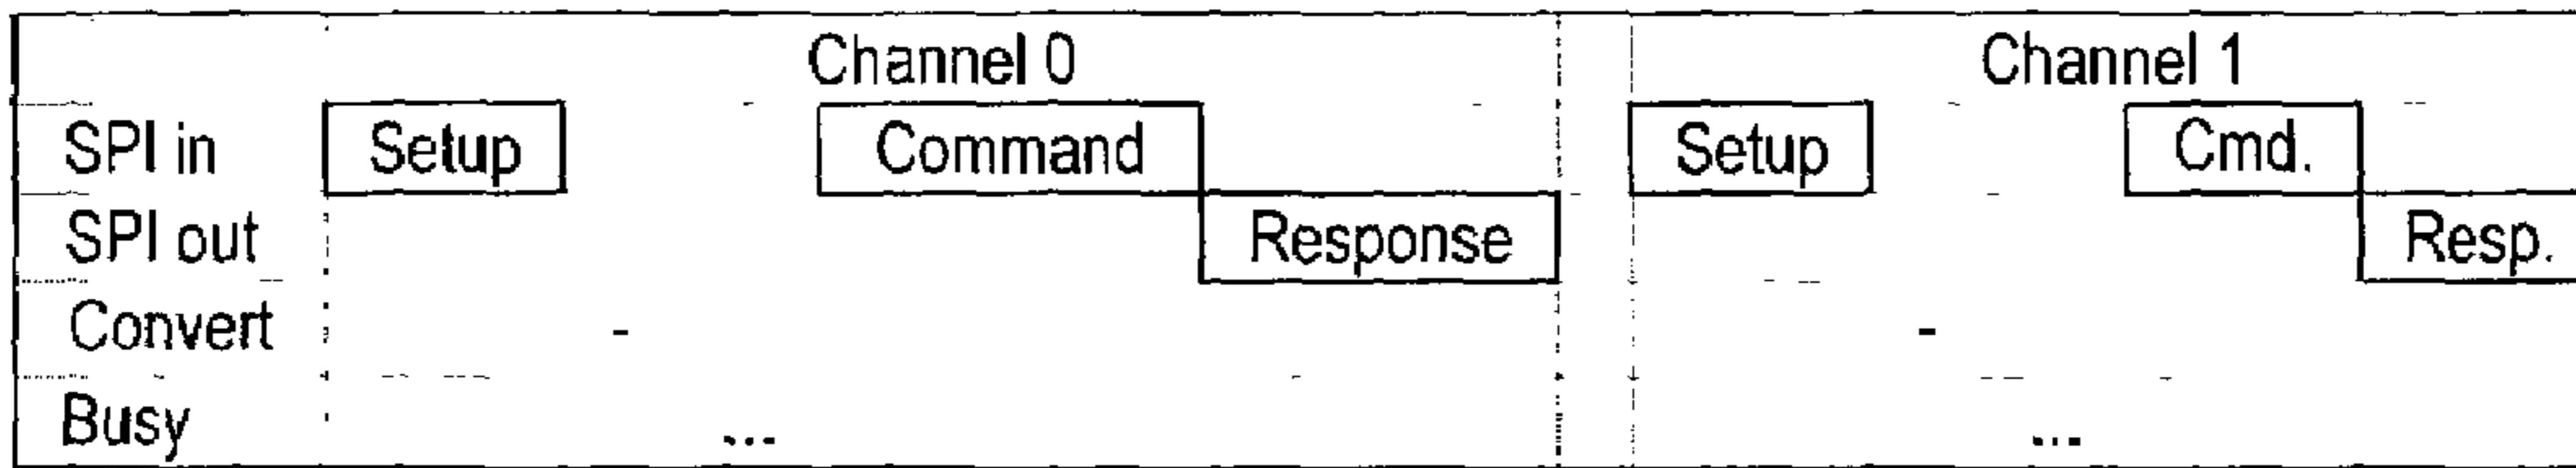 Channel 0 Channel 1
SPI in Setup Command Setup Cmd.
SPI out Response Resp.
Convert - -
Busy ... ...